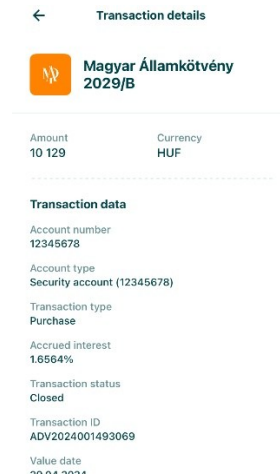 Transaction details
Magyar Államkötvény
2029/B
Amount
Currency
10 129
HUF
Transaction data
Account number
12345678
Account type
Security account (12345678)
Transaction type
Purchase
Accrued interest
1.6564%
Transaction status
Closed
Transaction ID
ADV2024001493069
Value date